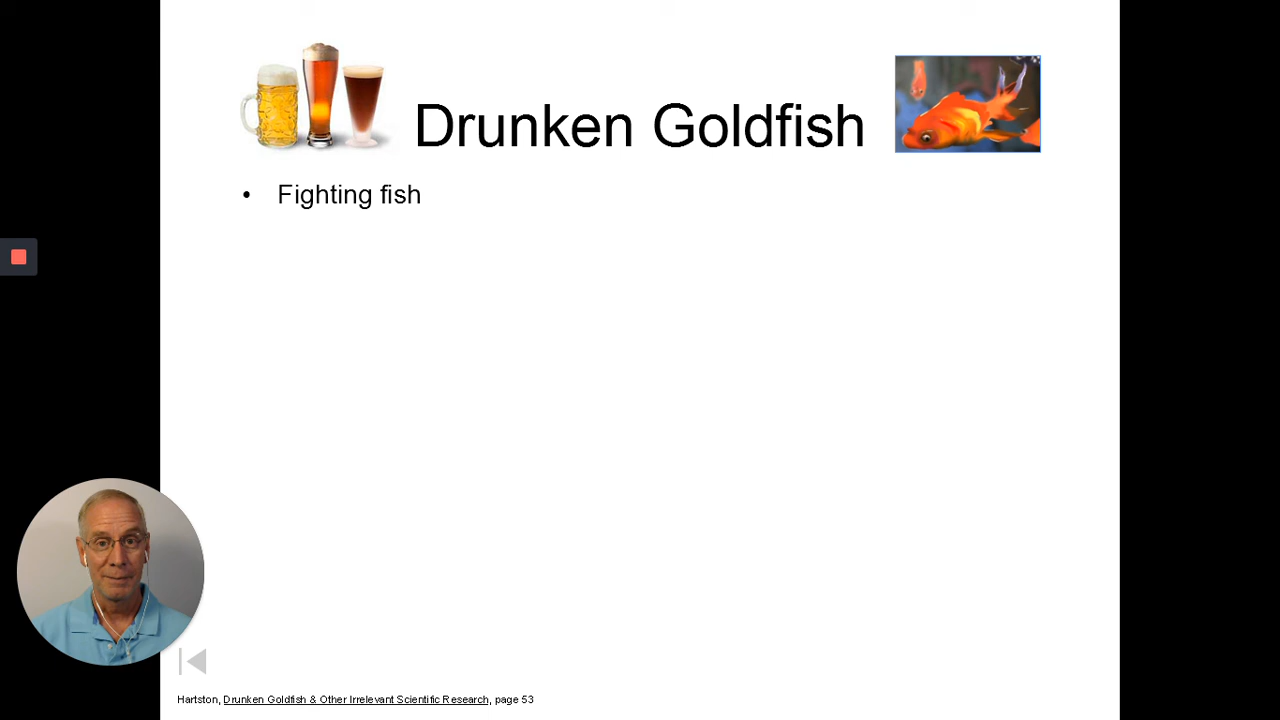 Drunken Goldfish
• Fighting fish
Hartston, Drunken Goldfish & Other Irrelevant Scientific Research, page 53